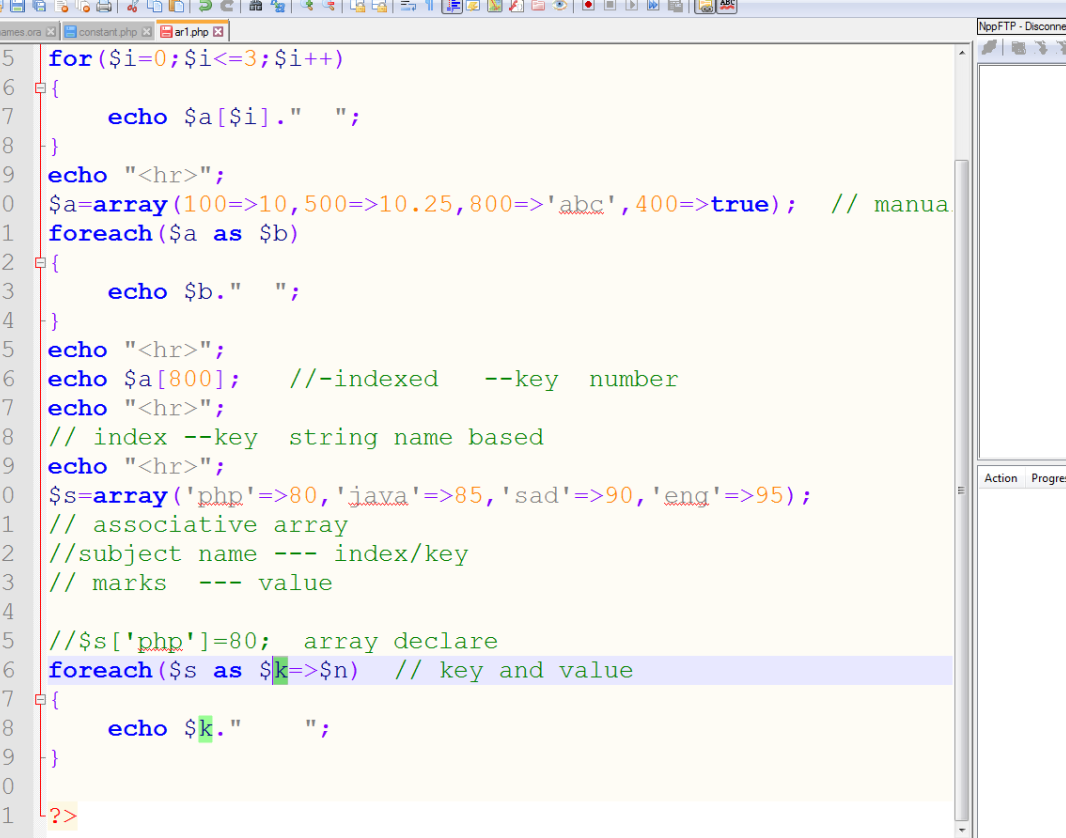 ames.ora constant.php ar1.php
NppFTP - Disconne
5 for($i=0;$i<=3;$i++)
6 {
7 echo $a[$i]."  ";
8 }
9 echo "<hr>";
0 $a=array(100=>10,500=>10.25,800=>'abc',400=>true);  // manua
1 foreach($a as $b)
2 {
3 echo $b."  ";
4 }
5 echo "<hr>";
6 echo $a[800];   //-indexed   --key  number
7 echo "<hr>";
8 // index --key  string name based
9 echo "<hr>";
0 $s=array('php'=>80,'java'=>85,'sad'=>90,'eng'=>95);
1 // associative array
2 //subject name --- index/key
3 // marks  --- value
4
5 //$s['php']=80;  array declare
6 foreach($s as $k=>$n)  // key and value
7 {
8 echo $k."    ";
9 }
0
1 ?>
Action Progres
ABC